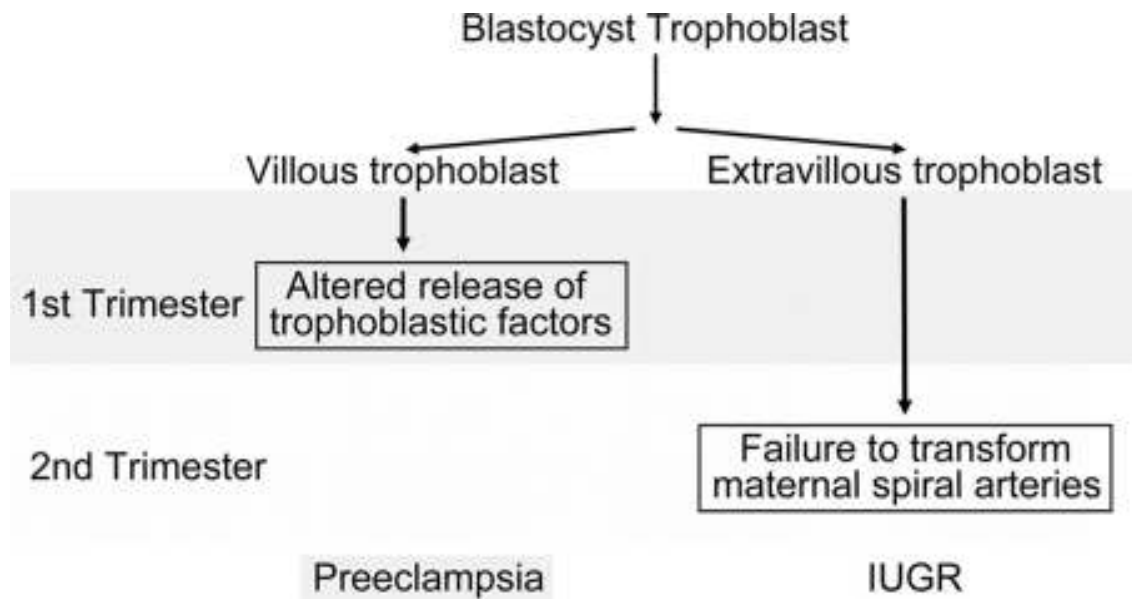 Blastocyst Trophoblast
Villous trophoblast
Extravillous trophoblast
1st Trimester
Altered release of
trophoblastic factors
2nd Trimester
Failure to transform
maternal spiral arteries
Preeclampsia
IUGR